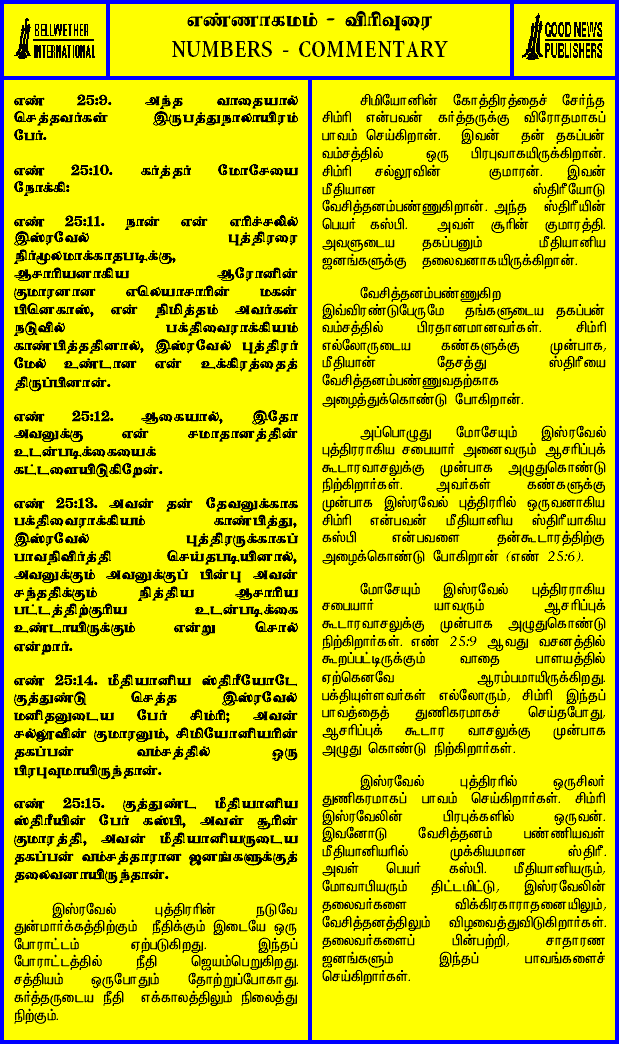 BELLWETHER
INTERNATIONAL
எண்ணாகமம் - விரிவுரை
NUMBERS - COMMENTARY
GOOD NEWS
PUBLISHERS
எண் 25:9. அந்த வாதையால்
செத்தவர்கள் இருபத்துநாலாயிரம்
பேர்.
எண் 25:10. கர்த்தர் மோசேயை
நோக்கி:
எண் 25:11. நான் என் எரிச்சலில்
இஸ்ரவேல் புத்திரரை
நிர்மூலமாக்காதபடிக்கு,
ஆசாரியனாகிய ஆரோனின்
குமாரனான எலெயாசாரின் மகன்
பினெகாஸ், என் நிமித்தம் அவர்கள்
நடுவில் பக்திவைராக்கியம்
காண்பித்ததினால், இஸ்ரவேல் புத்திரர்
மேல் உண்டான என் உக்கிரத்தைத்
திருப்பினான்.
எண் 25:12. ஆகையால், இதோ
அவனுக்கு என் சமாதானத்தின்
உடன்படிக்கையைக்
கட்டளையிடுகிறேன்.
எண் 25:13. அவன் தன் தேவனுக்காக
பக்திவைராக்கியம் காண்பித்து,
இஸ்ரவேல் புத்திரருக்காகப்
பாவநிவிர்த்தி செய்தபடியினால்,
அவனுக்கும் அவனுக்குப் பின்பு அவன்
சந்ததிக்கும் நித்திய ஆசாரிய
பட்டத்திற்குரிய உடன்படிக்கை
உண்டாயிருக்கும் என்று சொல்
என்றார்.
எண் 25:14. மீதியானிய ஸ்திரீயோடே
குத்துண்டு செத்த இஸ்ரவேல்
மனிதனுடைய பேர் சிம்ரி; அவன்
சல்லூவின் குமாரனும், சிமியோனியரின்
தகப்பன் வம்சத்தில் ஒரு
பிரபுவுமாயிருந்தான்.
எண் 25:15. குத்துண்ட மீதியானிய
ஸ்திரீயின் பேர் கஸ்பி, அவள் சூரின்
குமாரத்தி, அவன் மீதியானியருடைய
தகப்பன் வம்சத்தாரான ஜனங்களுக்குத்
தலைவனாயிருந்தான்.
இஸ்ரவேல் புத்திரரின் நடுவே
துன்மார்க்கத்திற்கும் நீதிக்கும் இடையே ஒரு
போராட்டம் ஏற்படுகிறது. இந்தப்
போராட்டத்தில் நீதி ஜெயம்பெறுகிறது.
சத்தியம் ஒருபோதும் தோற்றுப்போகாது.
கர்த்தருடைய நீதி எக்காலத்திலும் நிலைத்து
நிற்கும்.
சிமியோனின் கோத்திரத்தைச் சேர்ந்த
சிம்ரி என்பவன் கர்த்தருக்கு விரோதமாகப்
பாவம் செய்கிறான். இவன் தன் தகப்பன்
வம்சத்தில் ஒரு பிரபுவாகயிருக்கிறான்.
சிம்ரி சல்லூவின் குமாரன். இவன்
மீதியான ஸ்திரீயோடு
வேசித்தனம்பண்ணுகிறான். அந்த ஸ்திரீயின்
பெயர் கஸ்பி. அவள் சூரின் குமாரத்தி.
அவளுடைய தகப்பனும் மீதியானிய
ஜனங்களுக்கு தலைவனாகயிருக்கிறான்.
வேசித்தனம்பண்ணுகிற
இவ்விரண்டுபேருமே தங்களுடைய தகப்பன்
வம்சத்தில் பிரதானமானவர்கள். சிம்ரி
எல்லோருடைய கண்களுக்கு முன்பாக,
மீதியான் தேசத்து ஸ்திரீயை
வேசித்தனம்பண்ணுவதற்காக
அழைத்துக்கொண்டு போகிறான்.
அப்பொழுது மோசேயும் இஸ்ரவேல்
புத்திரராகிய சபையார் அனைவரும் ஆசரிப்புக்
கூடாரவாசலுக்கு முன்பாக அழுதுகொண்டு
நிற்கிறார்கள். அவர்கள் கண்களுக்கு
முன்பாக இஸ்ரவேல் புத்திரரில் ஒருவனாகிய
சிம்ரி என்பவன் மீதியானிய ஸ்திரீயாகிய
கஸ்பி என்பவளை தன்கூடாரத்திற்கு
அழைக்கொண்டு போகிறான் (எண் 25:6).
மோசேயும் இஸ்ரவேல் புத்திரராகிய
சபையார் யாவரும் ஆசரிப்புக்
கூடாரவாசலுக்கு முன்பாக அழுதுகொண்டு
நிற்கிறார்கள். எண் 25:9 ஆவது வசனத்தில்
கூறப்பட்டிருக்கும் வாதை பாளயத்தில்
ஏற்கெனவே ஆரம்பமாயிருக்கிறது.
பக்தியுள்ளவர்கள் எல்லோரும், சிம்ரி இந்தப்
பாவத்தைத் துணிகரமாகச் செய்தபோது,
ஆசரிப்புக் கூடார வாசலுக்கு முன்பாக
அழுது கொண்டு நிற்கிறார்கள்.
இஸ்ரவேல் புத்திரரில் ஒருசிலர்
துணிகரமாகப் பாவம் செய்கிறார்கள். சிம்ரி
இஸ்ரவேலின் பிரபுக்களில் ஒருவன்.
இவனோடு வேசித்தனம் பண்ணியவள்
மீதியானியரில் முக்கியமான ஸ்திரீ.
அவள் பெயர் கஸ்பி. மீதியானியரும்,
மோவாபியரும் திட்டமிட்டு, இஸ்ரவேலின்
தலைவர்களை விக்கிரகாராதனையிலும்,
வேசித்தனத்திலும் விழவைத்துவிடுகிறார்கள்.
தலைவர்களைப் பின்பற்றி, சாதாரண
ஜனங்களும் இந்தப் பாவங்களைச்
செய்கிறார்கள்.